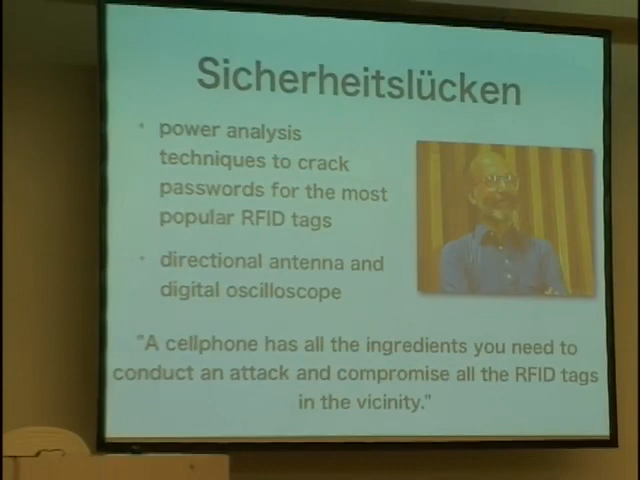 Sicherheitslücken
• power analysis
techniques to crack
passwords for the most
popular RFID tags
• directional antenna and
digital oscilloscope
"A cellphone has all the ingredients you need to
conduct an attack and compromise all the RFID tags
in the vicinity."